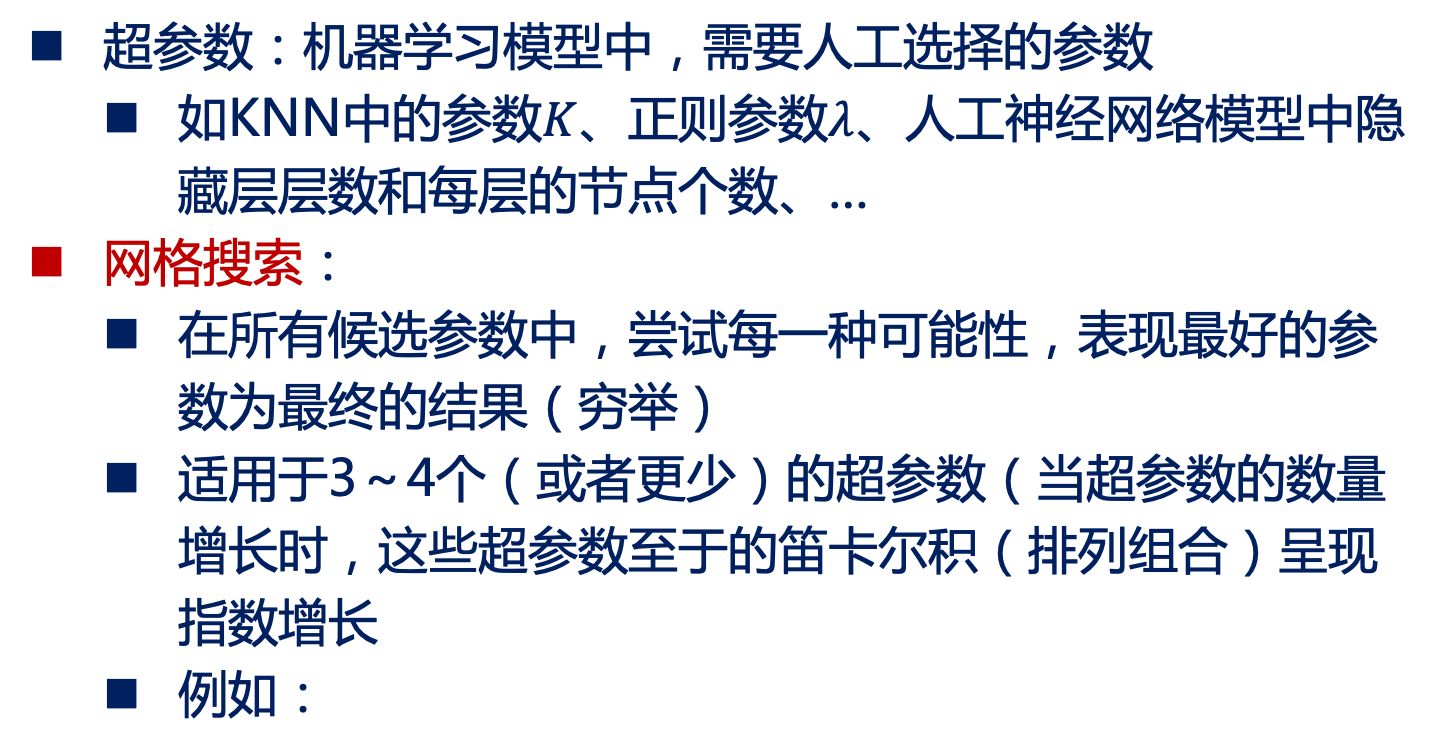 超参数：机器学习模型中，需要人工选择的参数
如KNN中的参数K、正则参数λ、人工神经网络模型中隐
藏层层数和每层的节点个数、…
网格搜索：
在所有候选参数中，尝试每一种可能性，表现最好的参
数为最终的结果（穷举）
适用于3～4个（或者更少）的超参数（当超参数的数量
增长时，这些超参数至于的笛卡尔积（排列组合）呈现
指数增长
例如：